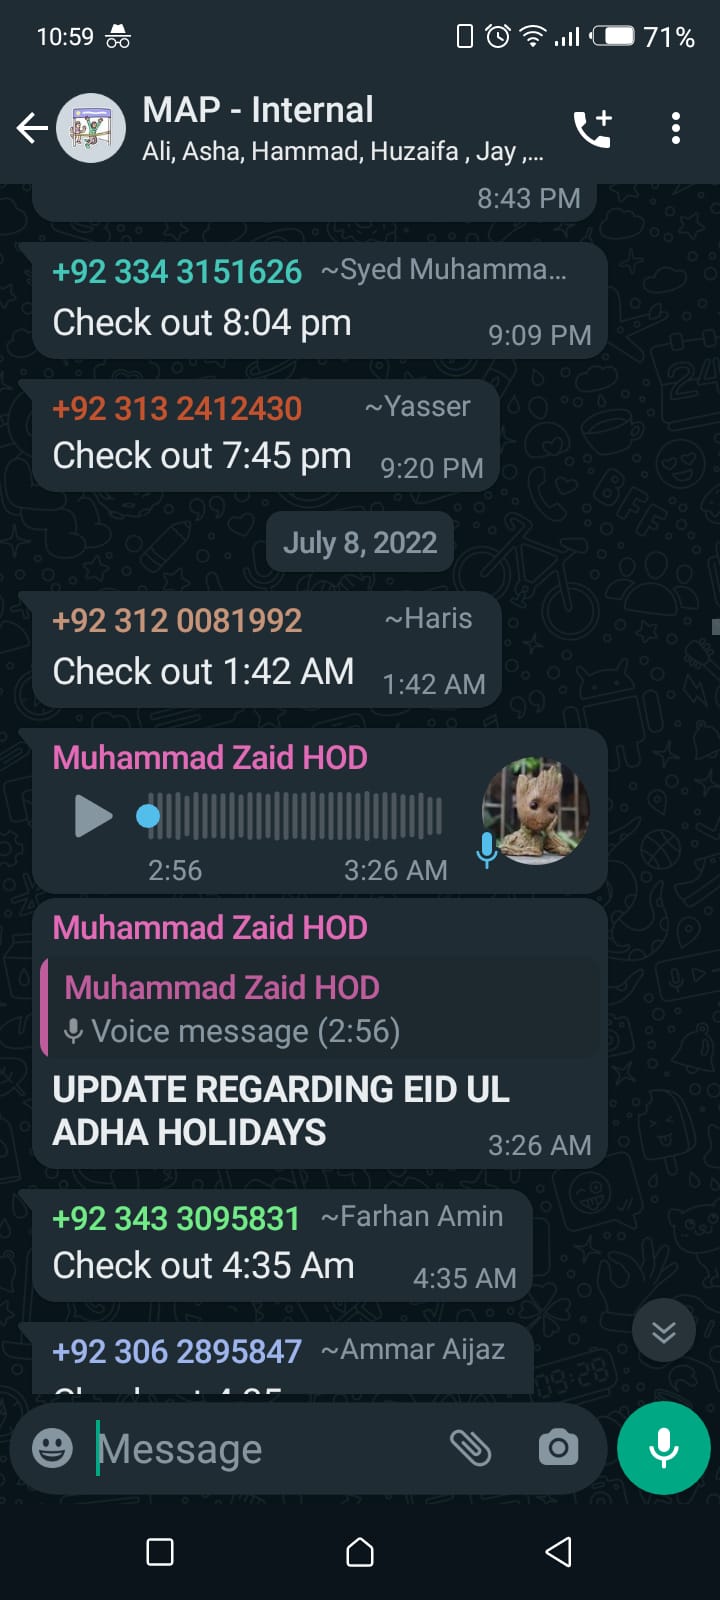 10:59 71%
MAP - Internal
Ali, Asha, Hammad, Huzaifa , Jay ,...
8:43 PM
+92 334 3151626 ~Syed Muhamma...
Check out 8:04 pm 9:09 PM
+92 313 2412430 ~Yasser
Check out 7:45 pm 9:20 PM
July 8, 2022
+92 312 0081992 ~Haris
Check out 1:42 AM 1:42 AM
Muhammad Zaid HOD
2:56 3:26 AM
Muhammad Zaid HOD
Muhammad Zaid HOD
Voice message (2:56)
UPDATE REGARDING EID UL
ADHA HOLIDAYS 3:26 AM
+92 343 3095831 ~Farhan Amin
Check out 4:35 Am 4:35 AM
+92 306 2895847 ~Ammar Aijaz
Message